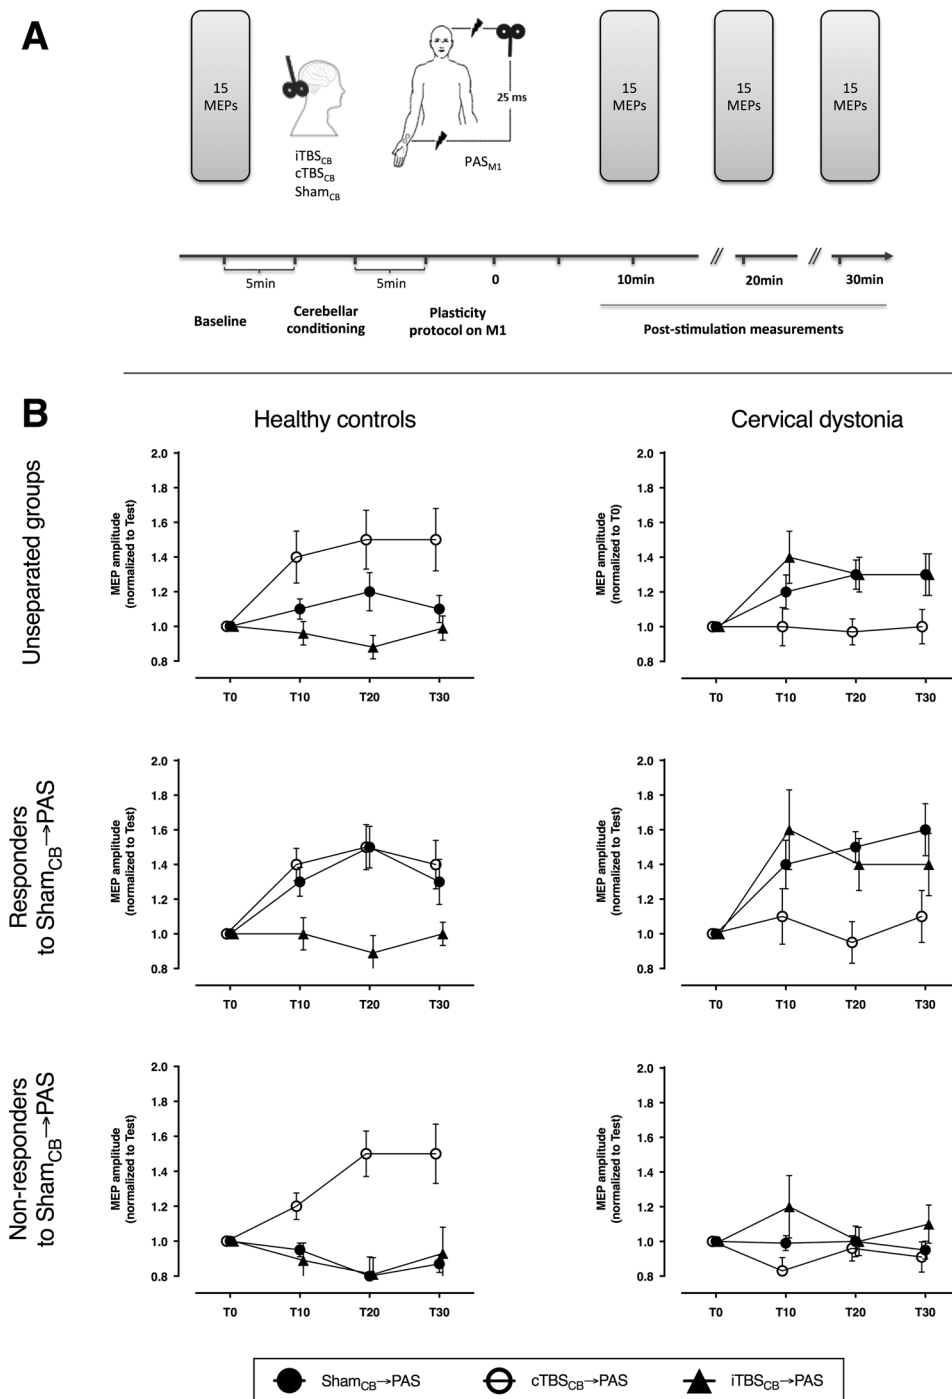 A
15
MEPs
iTBSCB
cTBSCB
ShamCB
25 ms
PASM1
15
MEPs
15
MEPs
15
MEPs
5min
5min
0
10min
20min
30min
Baseline
Cerebellar
conditioning
Plasticity
protocol on M1
Post-stimulation measurements
B
Healthy controls
Cervical dystonia
Unseparated groups
MEP amplitude
(normalized to Test)
2.0
1.8
1.6
1.4
1.2
1.0
0.8
T0 T10 T20 T30
MEP amplitude
(normalized to T0)
2.0
1.8
1.6
1.4
1.2
1.0
0.8
T0 T10 T20 T30
Responders
to ShamCB→PAS
MEP amplitude
(normalized to Test)
2.0
1.8
1.6
1.4
1.2
1.0
0.8
T0 T10 T20 T30
MEP amplitude
(normalized to Test)
2.0
1.8
1.6
1.4
1.2
1.0
0.8
T0 T10 T20 T30
Non-responders
to ShamCB→PAS
MEP amplitude
(normalized to Test)
2.0
1.8
1.6
1.4
1.2
1.0
0.8
T0 T10 T20 T30
MEP amplitude
(normalized to Test)
2.0
1.8
1.6
1.4
1.2
1.0
0.8
T0 T10 T20 T30
ShamCB→PAS
cTBSCB→PAS
iTBSCB→PAS